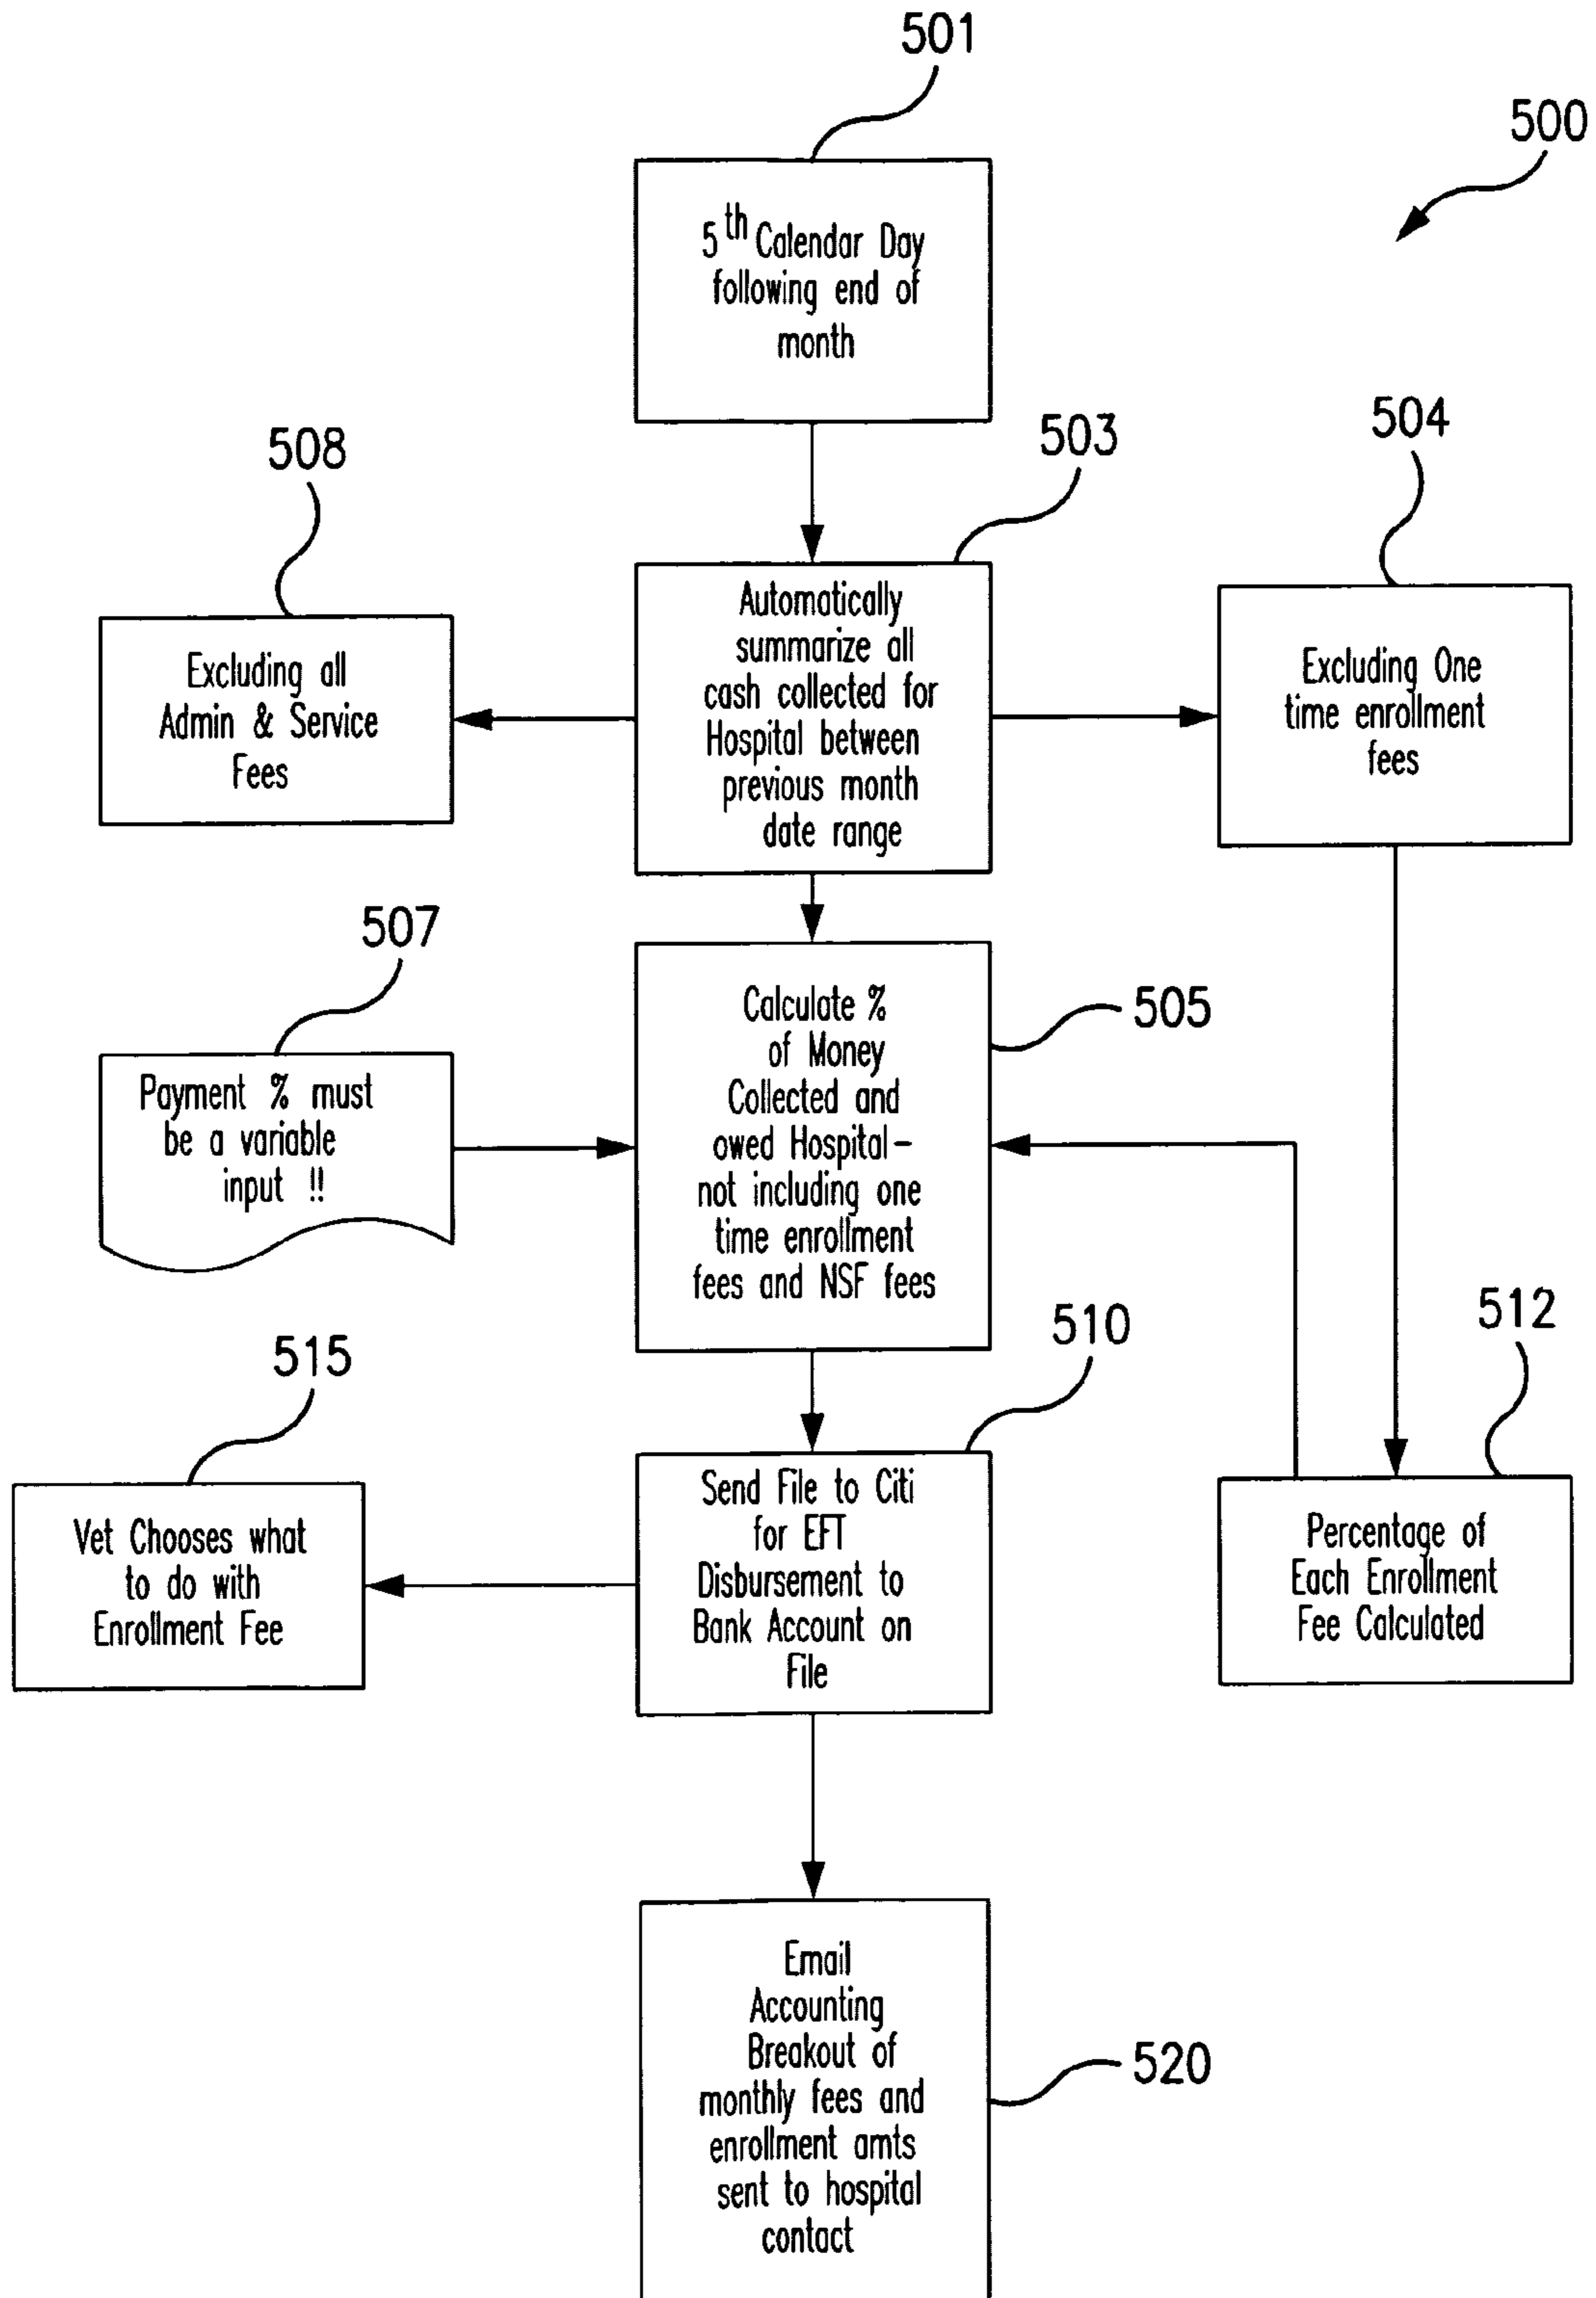 501
500
5th Calendar Day
following end of
month
508
503
504
Excluding all
Admin & Service
Fees
Automatically
summarize all
cash collected for
Hospital between
previous month
date range
Excluding One
time enrollment
fees
507
Payment % must
be a variable
input !!
Calculate %
of Money
Collected and
owed Hospital–
not including one
time enrollment
fees and NSF fees
505
515
510
512
Vet Chooses what
to do with
Enrollment Fee
Send File to Citi
for EFT
Disbursement to
Bank Account on
File
Percentage of
Each Enrollment
Fee Calculated
Email
Accounting
Breakout of
monthly fees and
enrollment amts
sent to hospital
contact
520